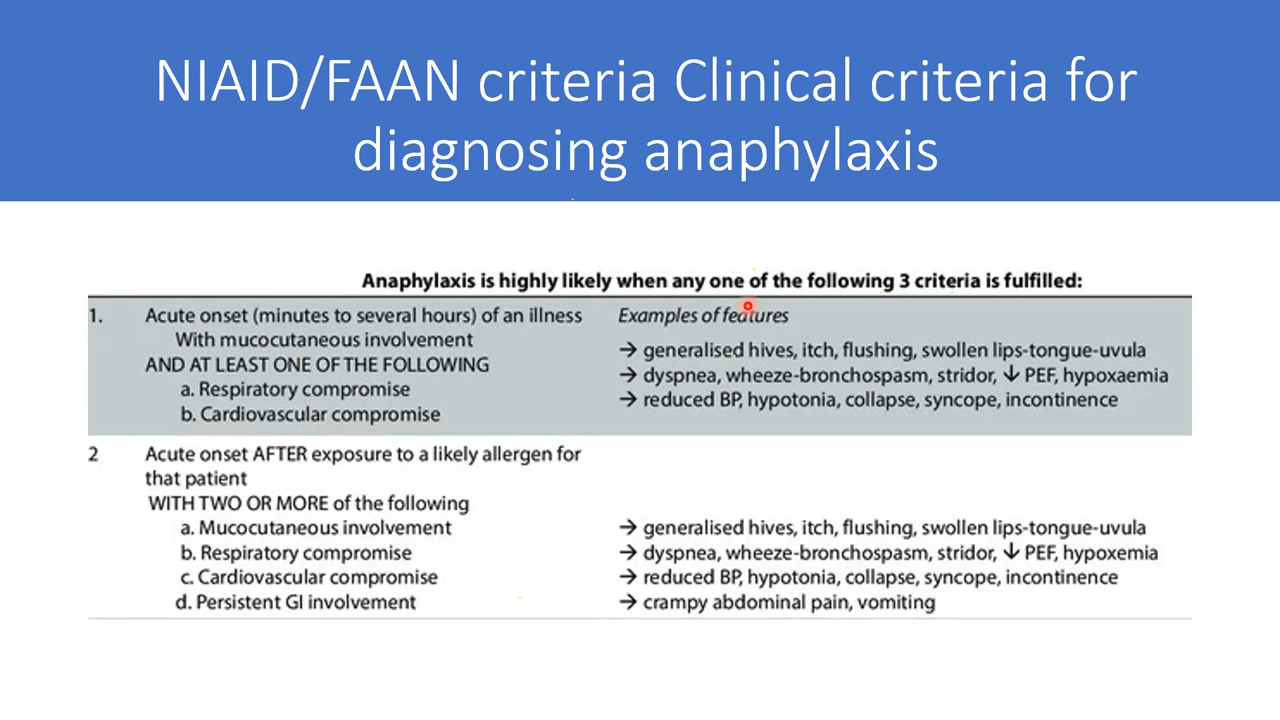 NIAID/FAAN criteria Clinical criteria for
diagnosing anaphylaxis
Anaphylaxis is highly likely when any one of the following 3 criteria is fulfilled:
1. Acute onset (minutes to several hours) of an illness Examples of features
With mucocutaneous involvement → generalised hives, itch, flushing, swollen lips-tongue-uvula
AND AT LEAST ONE OF THE FOLLOWING
a. Respiratory compromise → dyspnea, wheeze-bronchospasm, stridor, ↓ PEF, hypoxaemia
b. Cardiovascular compromise → reduced BP, hypotonia, collapse, syncope, incontinence
2 Acute onset AFTER exposure to a likely allergen for
that patient
WITH TWO OR MORE of the following
a. Mucocutaneous involvement → generalised hives, itch, flushing, swollen lips-tongue-uvula
b. Respiratory compromise → dyspnea, wheeze-bronchospasm, stridor, ↓ PEF, hypoxemia
c. Cardiovascular compromise → reduced BP, hypotonia, collapse, syncope, incontinence
d. Persistent GI involvement → crampy abdominal pain, vomiting